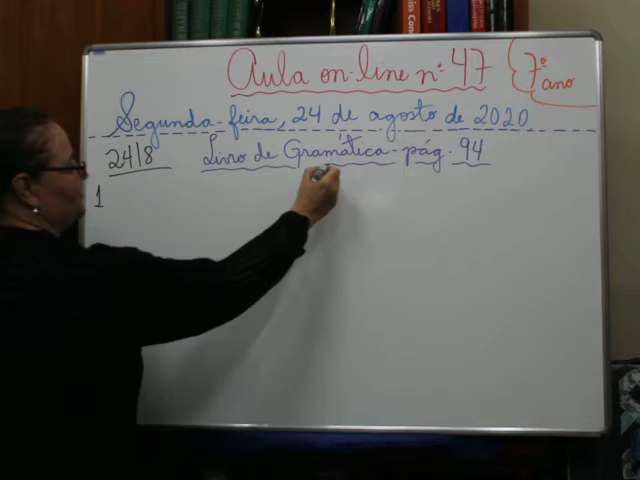 Aula on-line nº 47 7º ano
Segunda-feira, 24 de agosto de 2020
24/8 Livro de Gramática - pág. 94
1